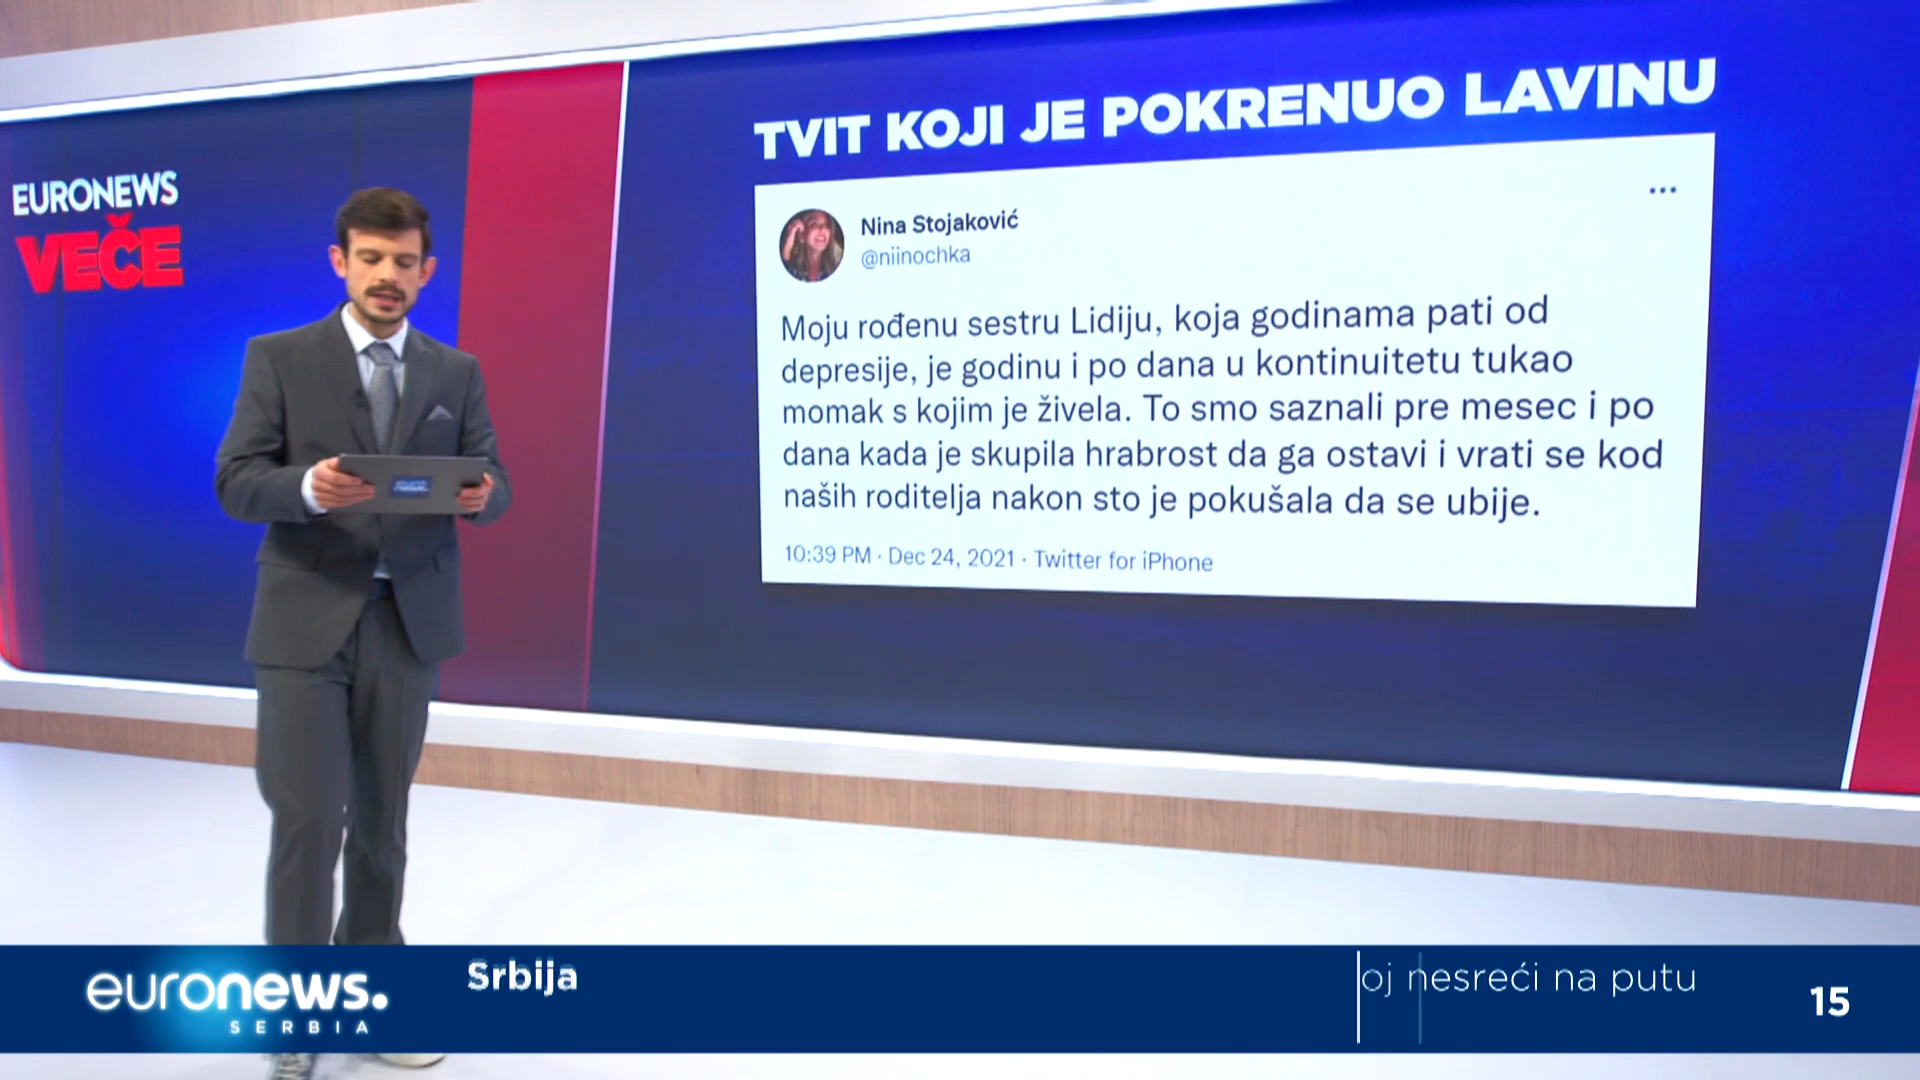 EURONEWS
VEČE
TVIT KOJI JE POKRENUO LAVINU
Nina Stojaković
@niinochka
Moju rođenu sestru Lidiju, koja godinama pati od
depresije, je godinu i po dana u kontinuitetu tukao
momak s kojim je živela. To smo saznali pre mesec i po
dana kada je skupila hrabrost da ga ostavi i vrati se kod
naših roditelja nakon sto je pokušala da se ubije.
10:39 PM · Dec 24, 2021 · Twitter for iPhone
euronews.
SERBIA
Srbija
oj nesreći na putu
15